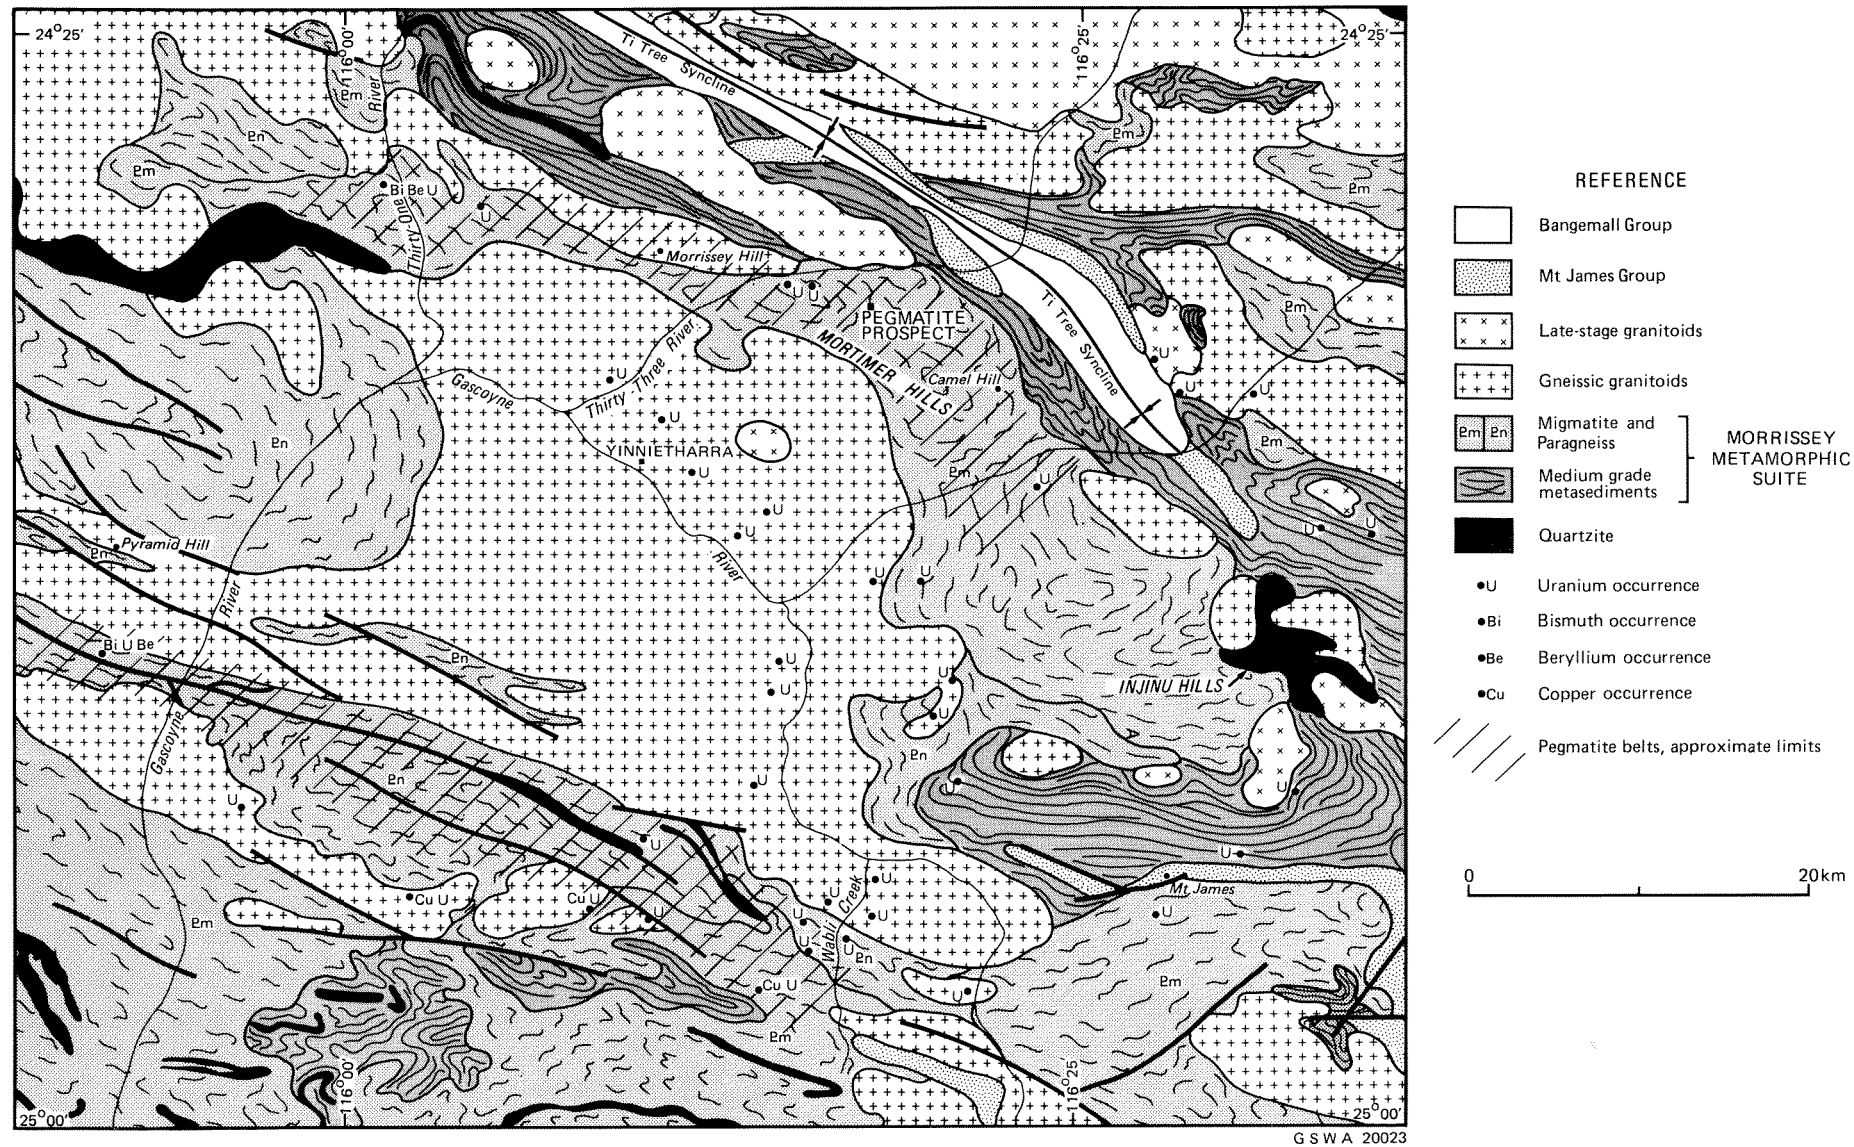 24°25'
116°00'
River
Ti Tree Syncline
116°25'
24°25'
Pm
Pn
Pm
Pm
Pm
Bi Be U
U
Thirty-One
Morrissey Hill
U
U
PEGMATITE
PROSPECT
MORTIMER HILLS
Camel Hill
Ti Tree Syncline
Pm
U
U
U
Pm
Gascoyne
Thirty-Three River
U
U
YINNIETHARRA
U
U
U
Pn
Pm
U
U
U
Pyramid Hill
Pn
River
River
U
U
Bi U Be
Pn
U
U
U
U
INJINU HILLS
Gascoyne
Pn
Pn
U
U
U
U
U
U
Mt James
U
Pm
Cu U
Cu U
U
U
U
U
U
U
U
Wabli Creek
Pn
Cu U
U
Pm
Pm
116°00'
116°25'
25°00'
25°00'
GSWA 20023
REFERENCE
Bangemall Group
Mt James Group
Late-stage granitoids
Gneissic granitoids
Pm Pn
Migmatite and
Paragneiss
Medium grade
metasediments
MORRISSEY
METAMORPHIC
SUITE
Quartzite
U Uranium occurrence
Bi Bismuth occurrence
Be Beryllium occurrence
Cu Copper occurrence
Pegmatite belts, approximate limits
0 20km